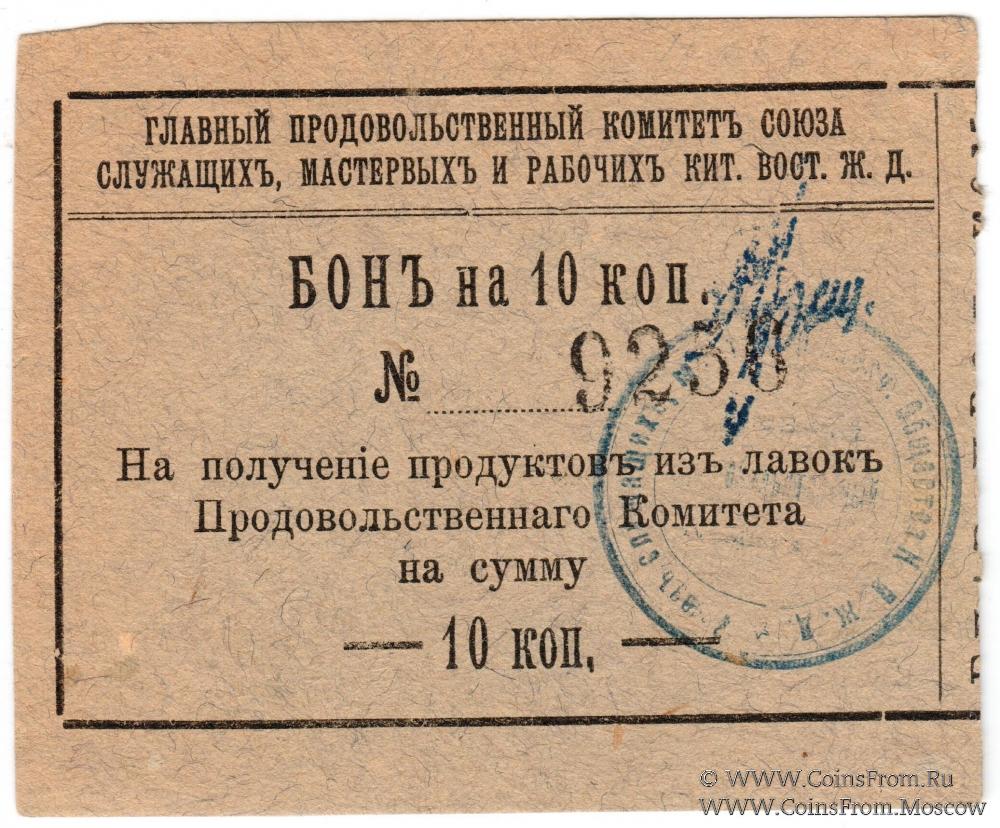 ГЛАВНЫЙ ПРОДОВОЛЬСТВЕННЫЙ КОМИТЕТЪ СОЮЗА
СЛУЖАЩИХЪ, МАСТЕРВЫХЪ И РАБОЧИХЪ КИТ. ВОСТ. Ж. Д.
БОНЪ на 10 коп.
№ 9250
На полученіе продуктовъ изъ лавокъ
Продовольственнаго Комитета
на сумму
— 10 коп, —
© WWW.CoinsFrom.Ru
WWW.CoinsFrom.Moscow